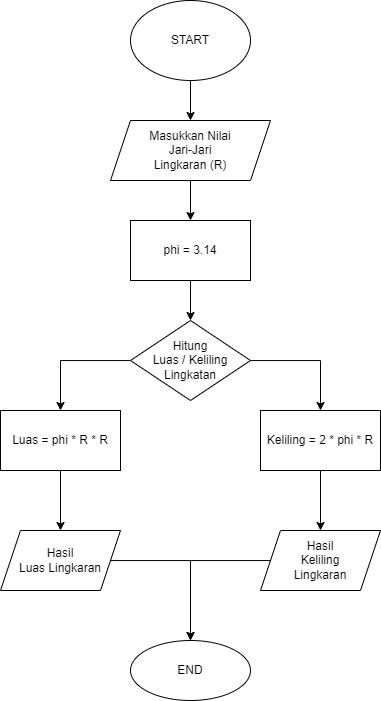 START
Masukkan Nilai
Jari-Jari
Lingkaran (R)
phi = 3.14
Hitung
Luas / Keliling
Lingkatan
Luas = phi * R * R
Keliling = 2 * phi * R
Hasil
Luas Lingkaran
Hasil
Keliling
Lingkaran
END